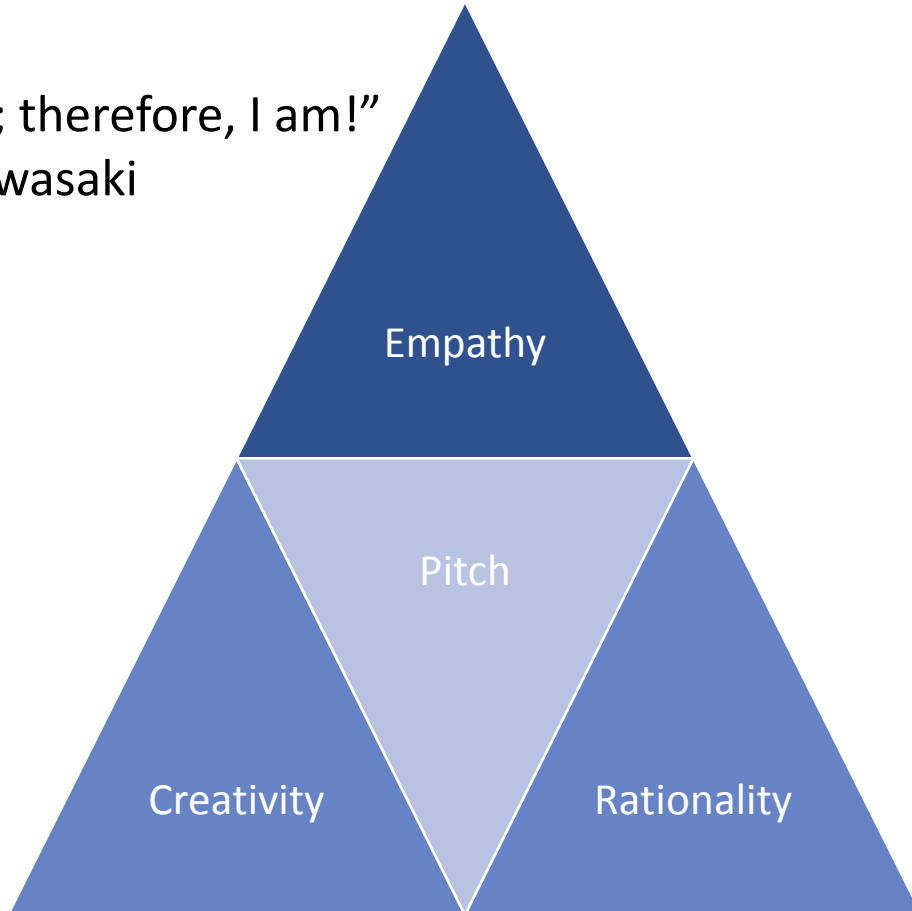 ; therefore, I am!”
wasaki
Empathy
Pitch
Creativity
Rationality